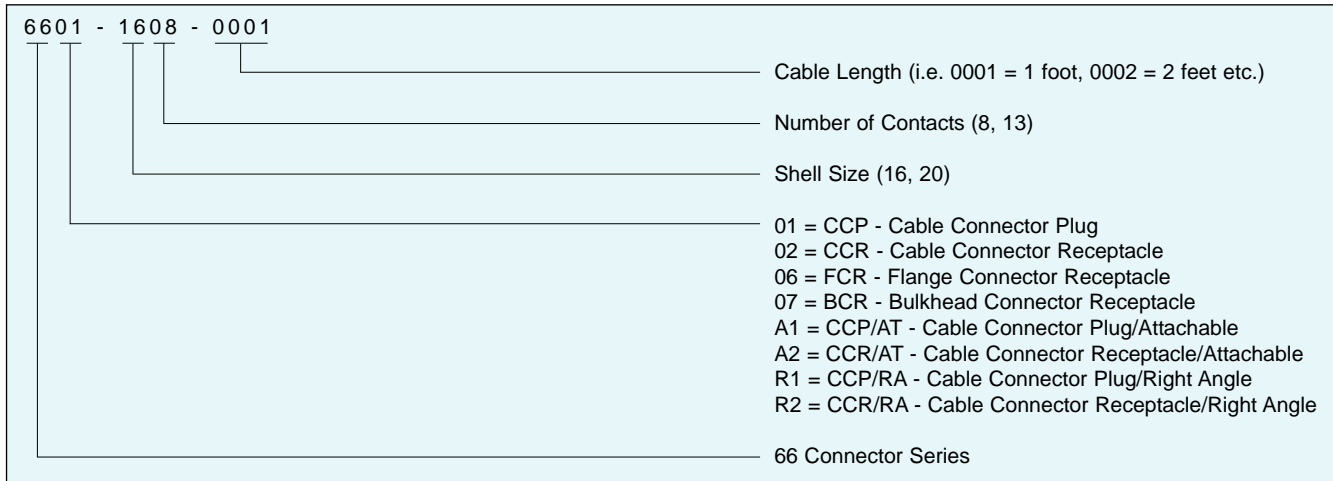 6601 - 1608 - 0001
Cable Length (i.e. 0001 = 1 foot, 0002 = 2 feet etc.)
Number of Contacts (8, 13)
Shell Size (16, 20)
01 = CCP - Cable Connector Plug
02 = CCR - Cable Connector Receptacle
06 = FCR - Flange Connector Receptacle
07 = BCR - Bulkhead Connector Receptacle
A1 = CCP/AT - Cable Connector Plug/Attachable
A2 = CCR/AT - Cable Connector Receptacle/Attachable
R1 = CCP/RA - Cable Connector Plug/Right Angle
R2 = CCR/RA - Cable Connector Receptacle/Right Angle
66 Connector Series